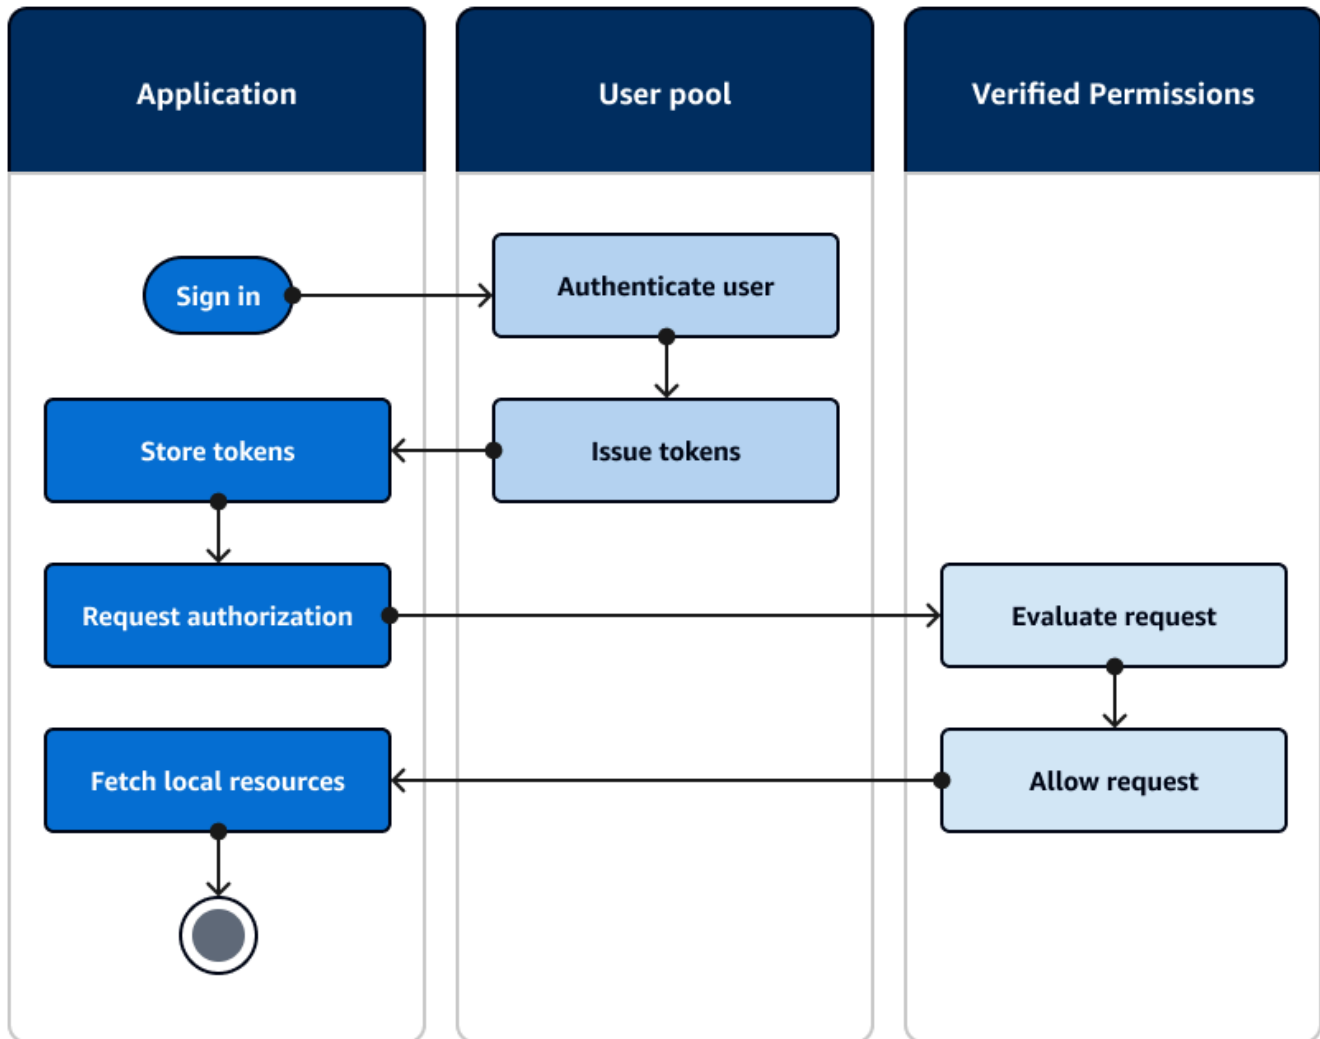 Application
User pool
Verified Permissions
Sign in
Authenticate user
Store tokens
Issue tokens
Request authorization
Evaluate request
Fetch local resources
Allow request